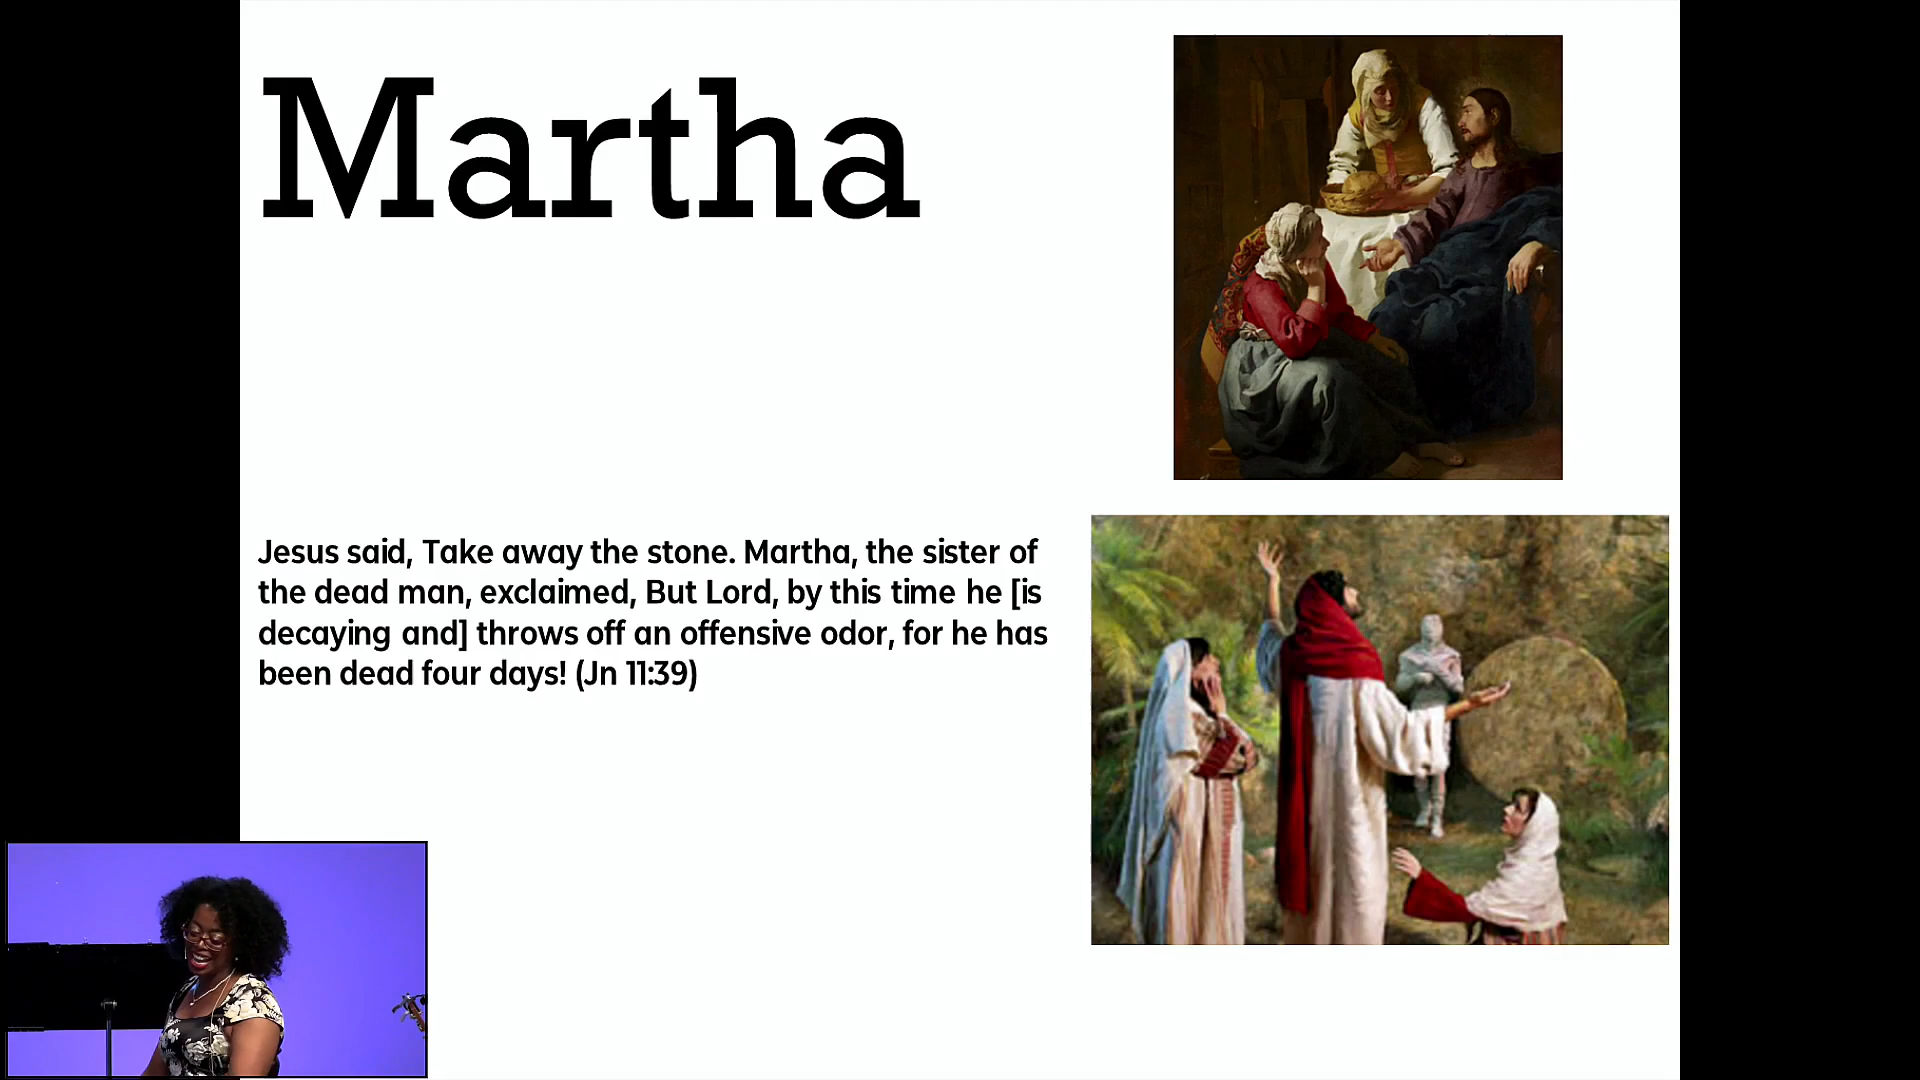 Martha
Jesus said, Take away the stone. Martha, the sister of
the dead man, exclaimed, But Lord, by this time he [is
decaying and] throws off an offensive odor, for he has
been dead four days! (Jn 11:39)